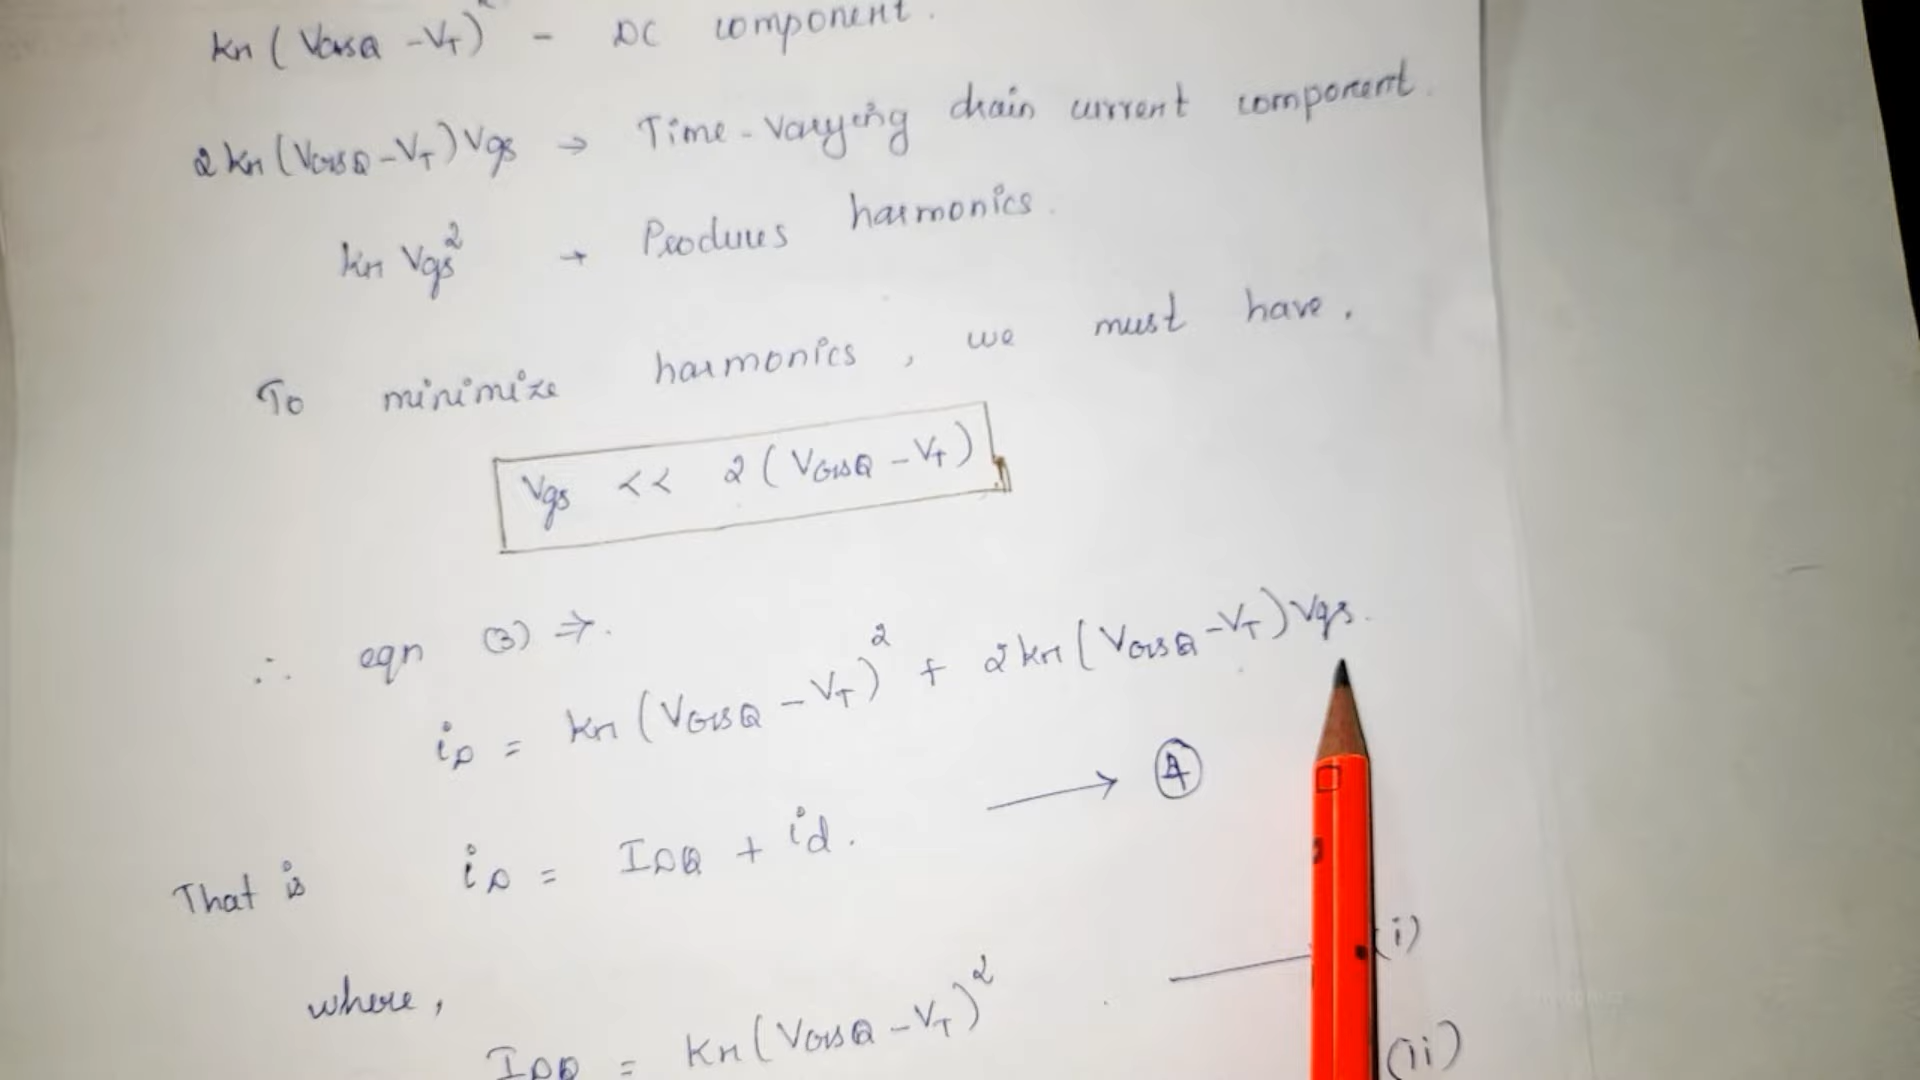 kn (VGSQ - VT)² - DC component.
2 kn (VGSQ - VT) Vgs → Time-varying drain current component.
kn Vgs² → Produces harmonics.
To minimize harmonics, we must have,
Vgs << 2 (VGSQ - VT)
∴ eqn (3) ⇒.
iD = kn (VGSQ - VT)² + 2 kn (VGSQ - VT) Vgs.
→ 4
That is iD = IDQ + id.
where,
(i)
IDQ = Kn (VGSQ - VT)²
(ii)